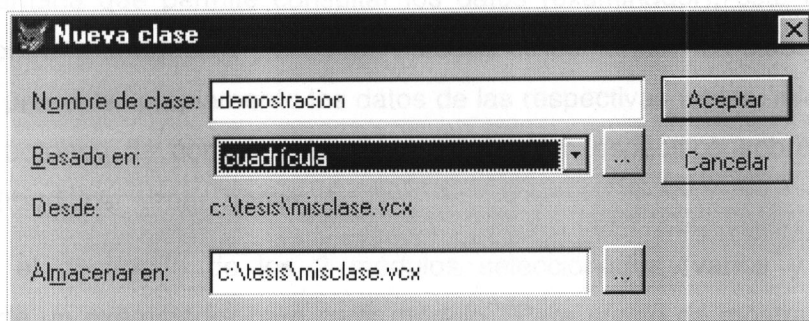 Nueva clase
Nombre de clase: demostracion Aceptar
Basado en: cuadrícula ... Cancelar
Desde: c:\tesis\misclase.vcx
Almacenar en: c:\tesis\misclase.vcx ...